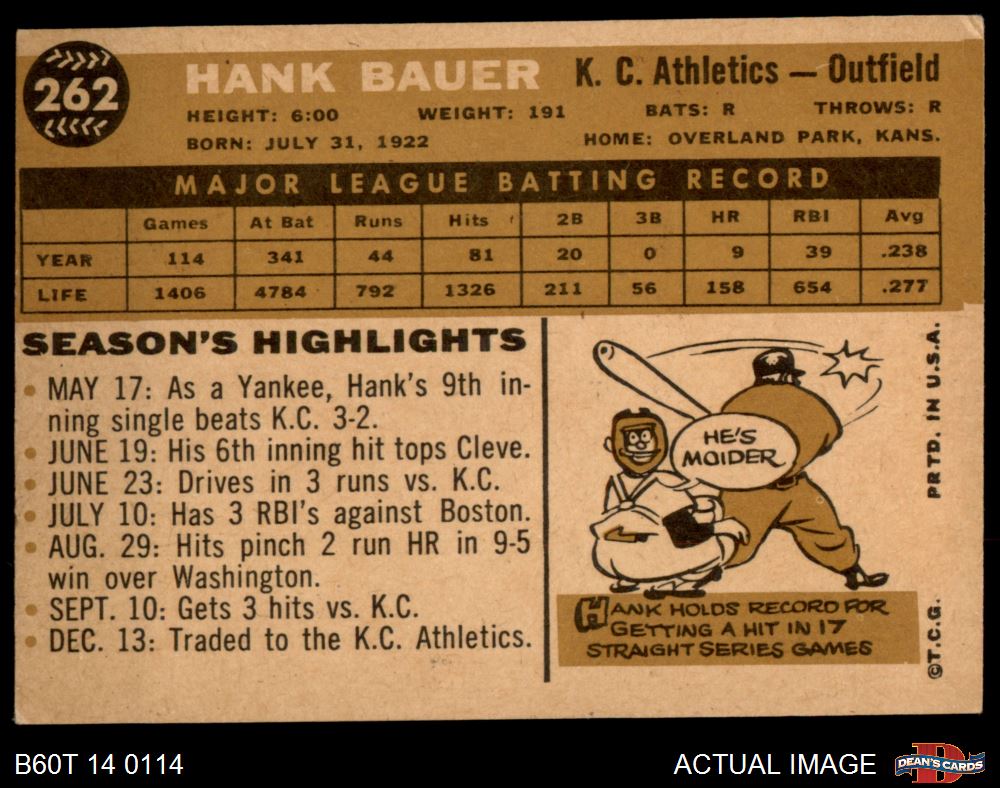 262
HANK BAUER K. C. Athletics — Outfield
HEIGHT: 6:00 WEIGHT: 191 BATS: R THROWS: R
BORN: JULY 31, 1922 HOME: OVERLAND PARK, KANS.
MAJOR LEAGUE BATTING RECORD
Games At Bat Runs Hits 2B 3B HR RBI Avg
YEAR 114 341 44 81 20 0 9 39 .238
LIFE 1406 4784 792 1326 211 56 158 654 .277
SEASON'S HIGHLIGHTS
• MAY 17: As a Yankee, Hank's 9th in-
ning single beats K.C. 3-2.
• JUNE 19: His 6th inning hit tops Cleve.
• JUNE 23: Drives in 3 runs vs. K.C.
• JULY 10: Has 3 RBI's against Boston.
• AUG. 29: Hits pinch 2 run HR in 9-5
win over Washington.
• SEPT. 10: Gets 3 hits vs. K.C.
• DEC. 13: Traded to the K.C. Athletics.
HE'S
MOIDER
HANK HOLDS RECORD FOR
GETTING A HIT IN 17
STRAIGHT SERIES GAMES
©T.C.G. PRTD. IN U.S.A.
B60T 14 0114 ACTUAL IMAGE
D
DEAN'S CARDS